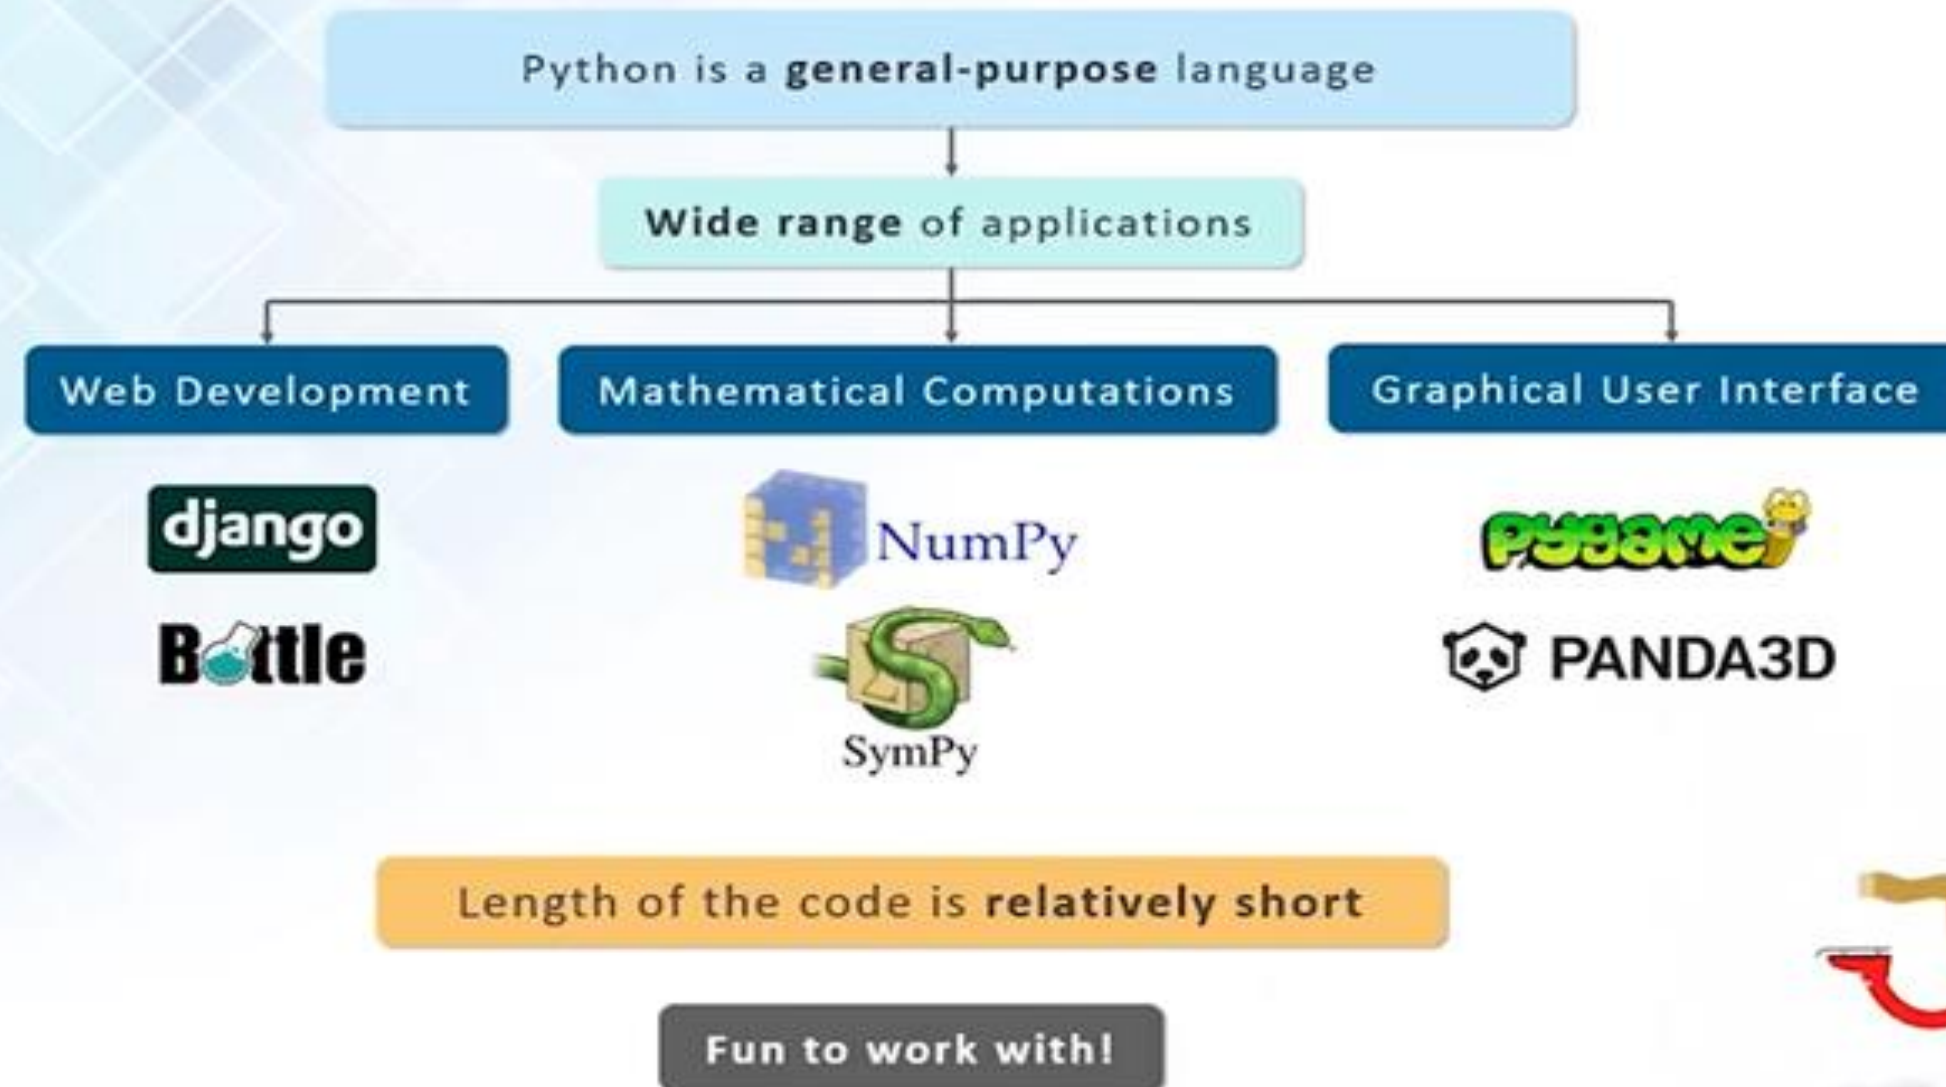 Python is a general-purpose language
Wide range of applications
Web Development
Mathematical Computations
Graphical User Interface
django
NumPy
pygame
Bottle
PANDA3D
SymPy
Length of the code is relatively short
Fun to work with!